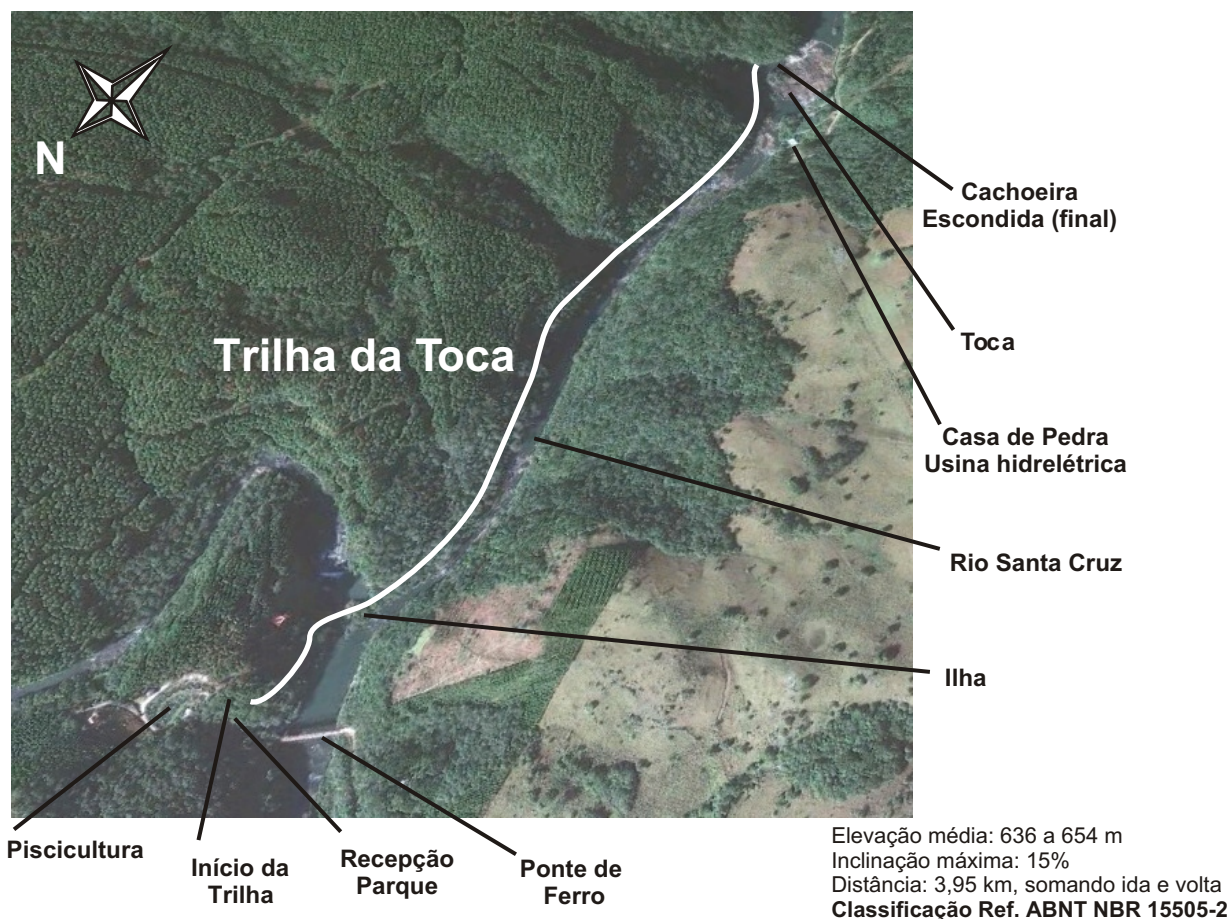 N
Trilha da Toca
Cachoeira
Escondida (final)
Toca
Casa de Pedra
Usina hidrelétrica
Rio Santa Cruz
Ilha
Piscicultura
Início da
Trilha
Recepção
Parque
Ponte de
Ferro
Elevação média: 636 a 654 m
Inclinação máxima: 15%
Distância: 3,95 km, somando ida e volta
Classificação Ref. ABNT NBR 15505-2